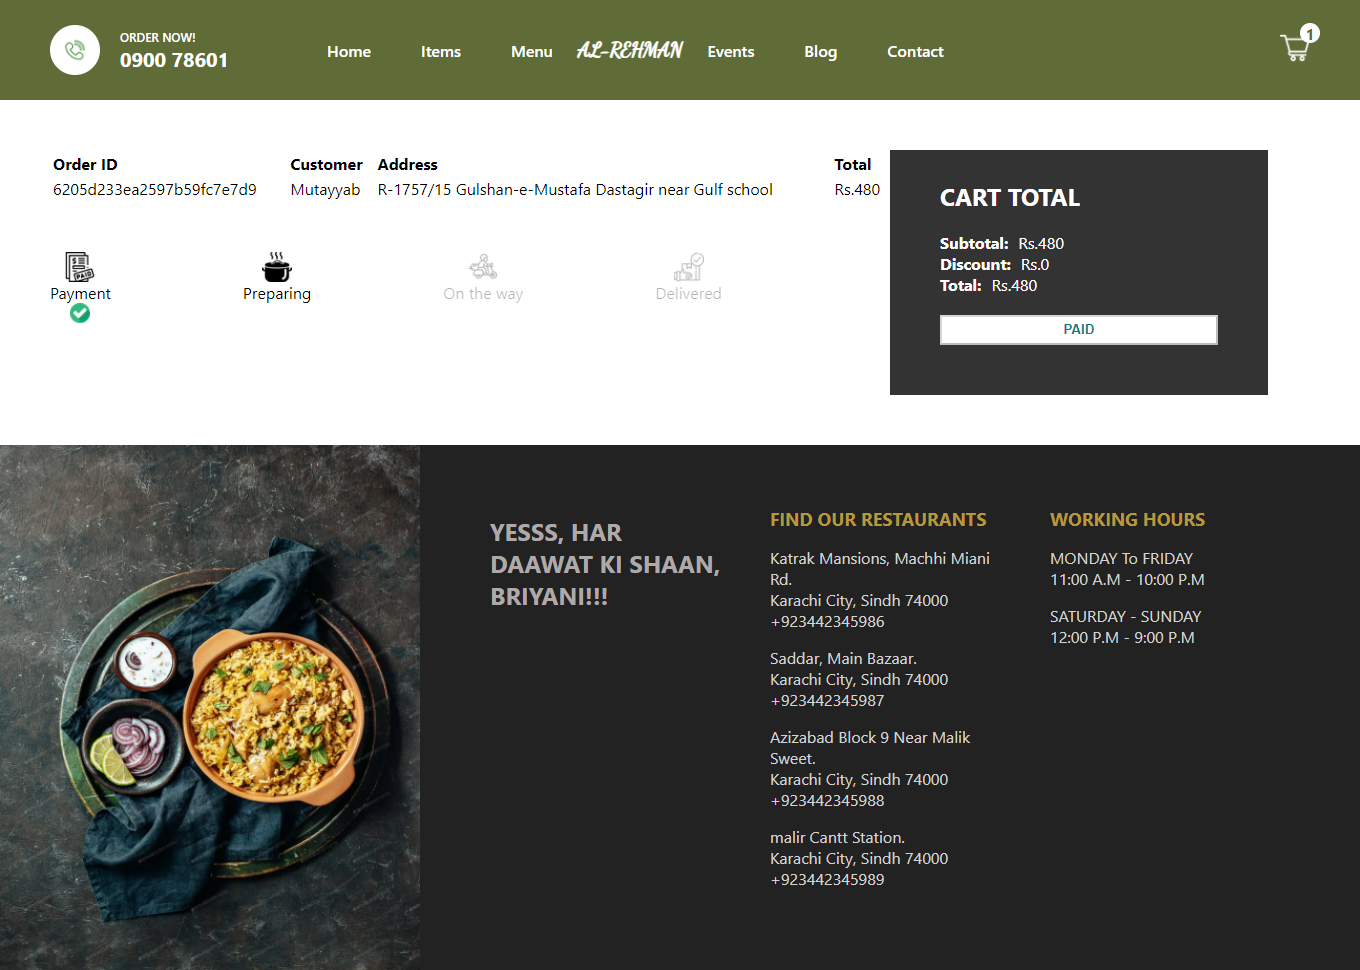 ORDER NOW!
0900 78601
Home Items Menu AL-REHMAN Events Blog Contact
1
Order ID Customer Address Total
6205d233ea2597b59fc7e7d9 Mutayyab R-1757/15 Gulshan-e-Mustafa Dastagir near Gulf school Rs.480
PAID
Payment Preparing On the way Delivered
CART TOTAL
Subtotal: Rs.480
Discount: Rs.0
Total: Rs.480
PAID
YESSS, HAR
DAAWAT KI SHAAN,
BRIYANI!!!
FIND OUR RESTAURANTS
Katrak Mansions, Machhi Miani
Rd.
Karachi City, Sindh 74000
+923442345986
Saddar, Main Bazaar.
Karachi City, Sindh 74000
+923442345987
Azizabad Block 9 Near Malik
Sweet.
Karachi City, Sindh 74000
+923442345988
malir Cantt Station.
Karachi City, Sindh 74000
+923442345989
WORKING HOURS
MONDAY To FRIDAY
11:00 A.M - 10:00 P.M
SATURDAY - SUNDAY
12:00 P.M - 9:00 P.M